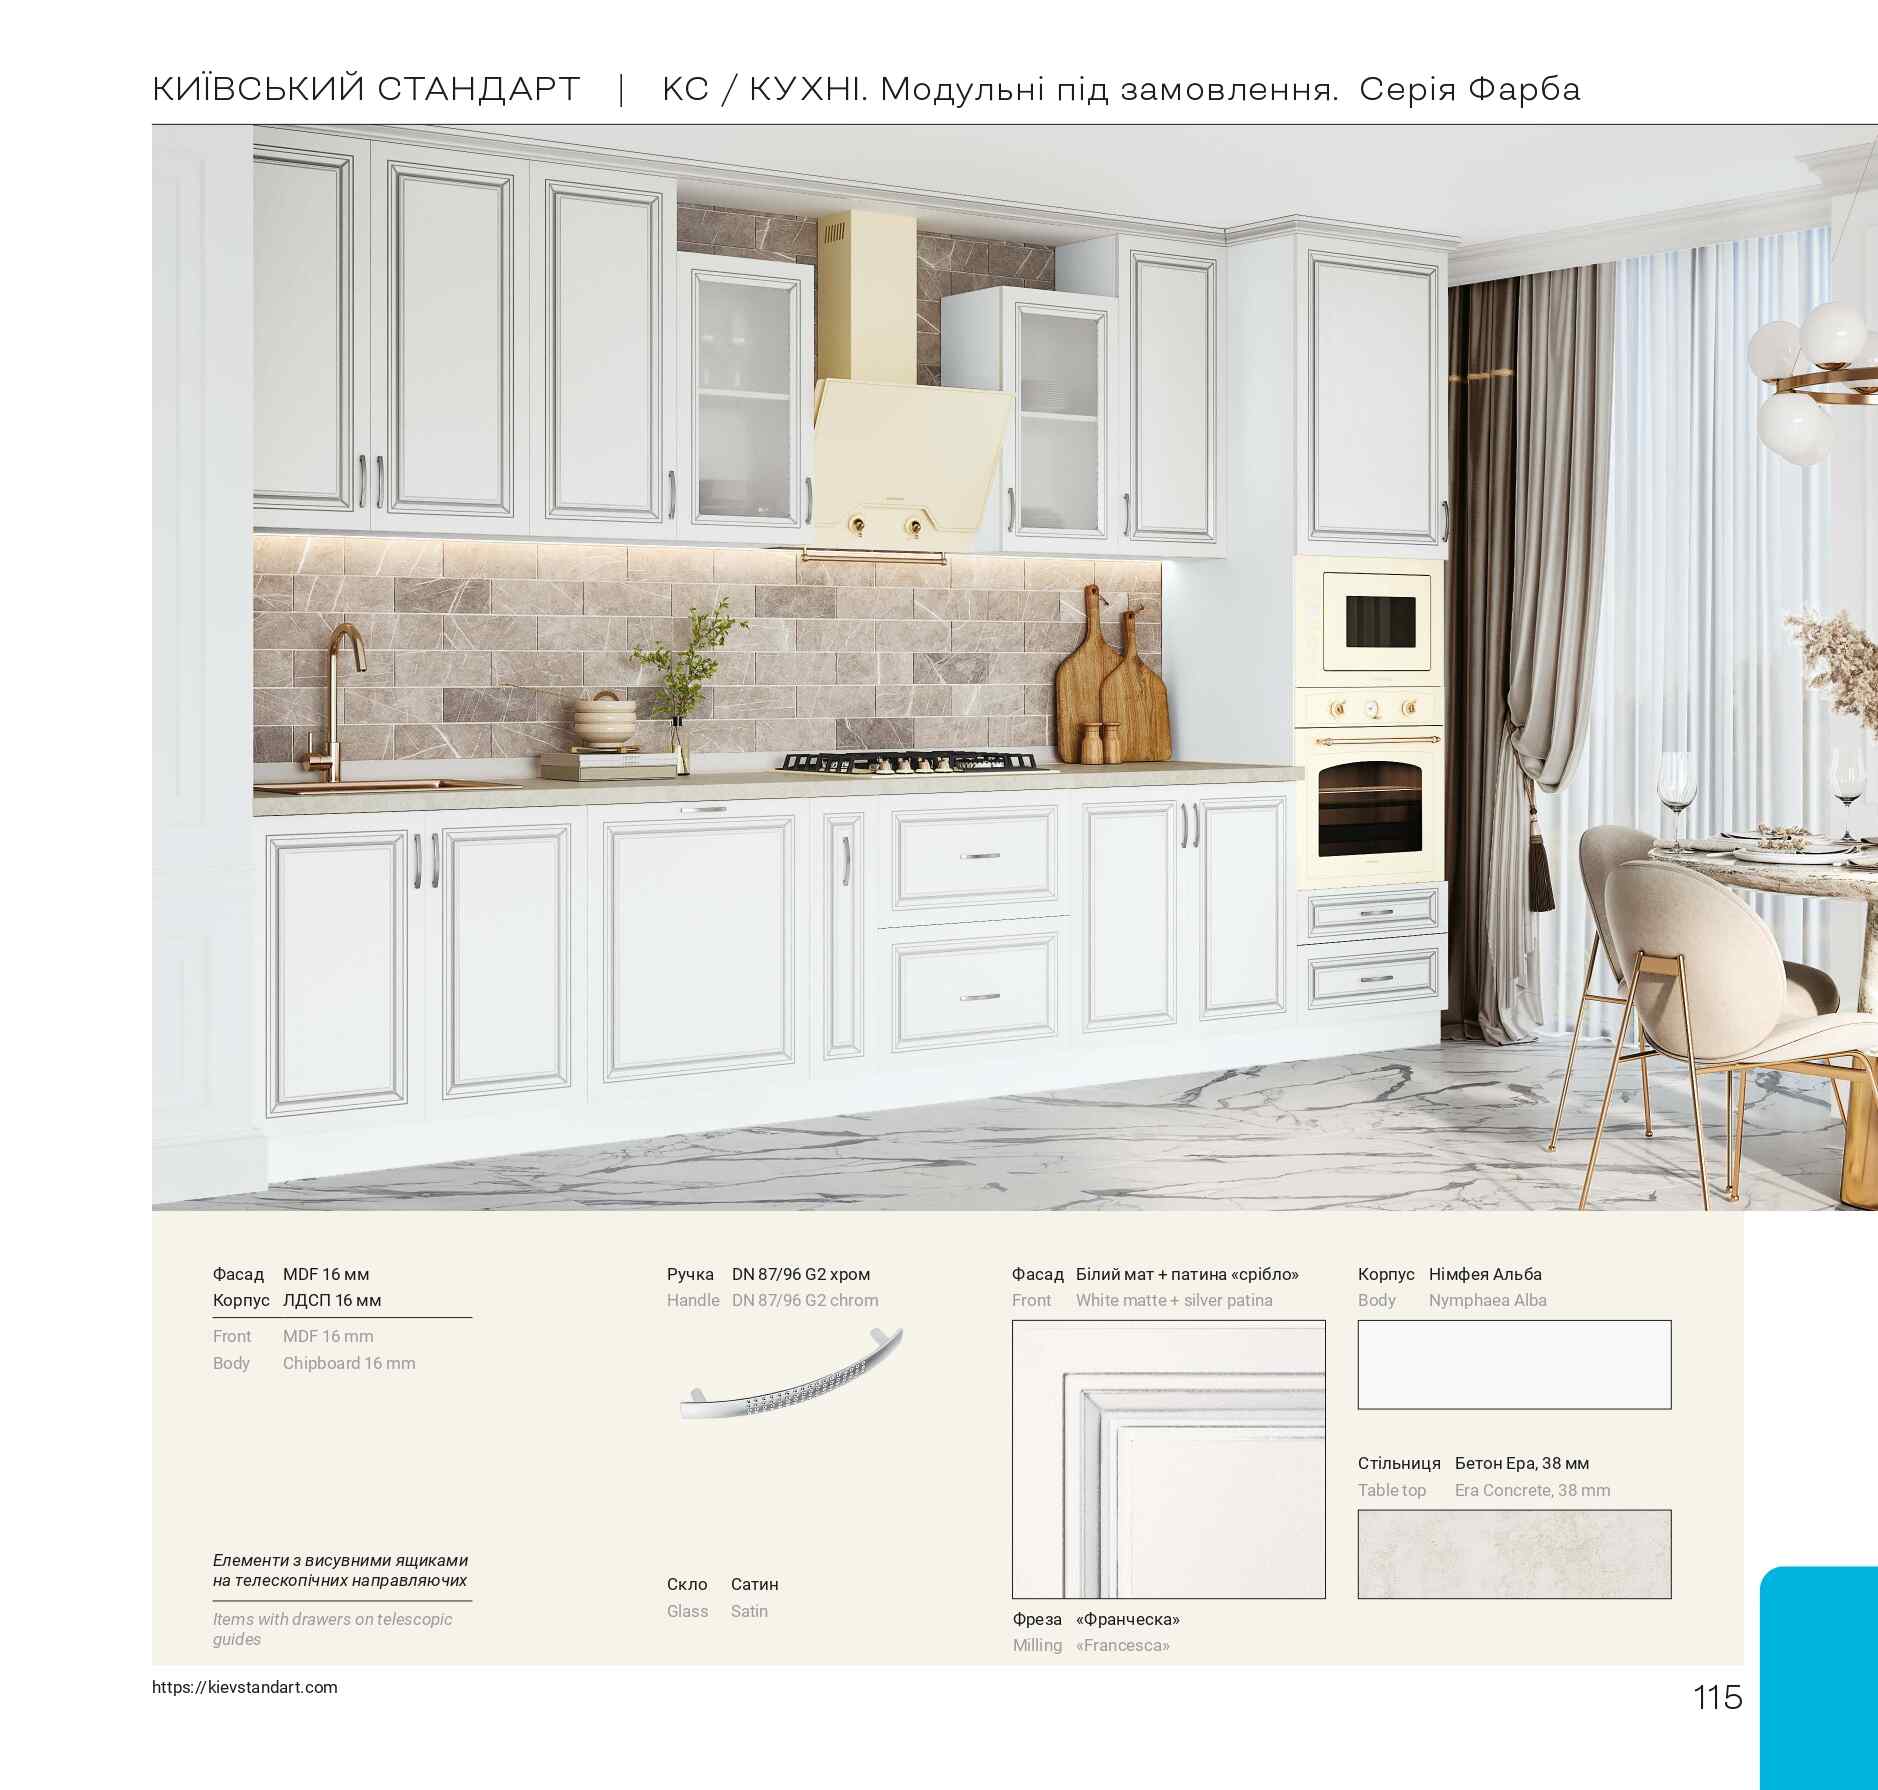 КИЇВСЬКИЙ СТАНДАРТ | КС / КУХНІ. Модульні під замовлення. Серія Фарба
Фасад MDF 16 мм
Корпус ЛДСП 16 мм
Front MDF 16 mm
Body Chipboard 16 mm
Елементи з висувними ящиками
на телескопічних направляючих
Items with drawers on telescopic
guides
Ручка DN 87/96 G2 хром
Handle DN 87/96 G2 chrom
Скло Сатин
Glass Satin
Фасад Білий мат + патина «срібло»
Front White matte + silver patina
Фреза «Франческа»
Milling «Francesca»
Корпус Німфея Альба
Body Nymphaea Alba
Стільниця Бетон Ера, 38 мм
Table top Era Concrete, 38 mm
https://kievstandart.com
115